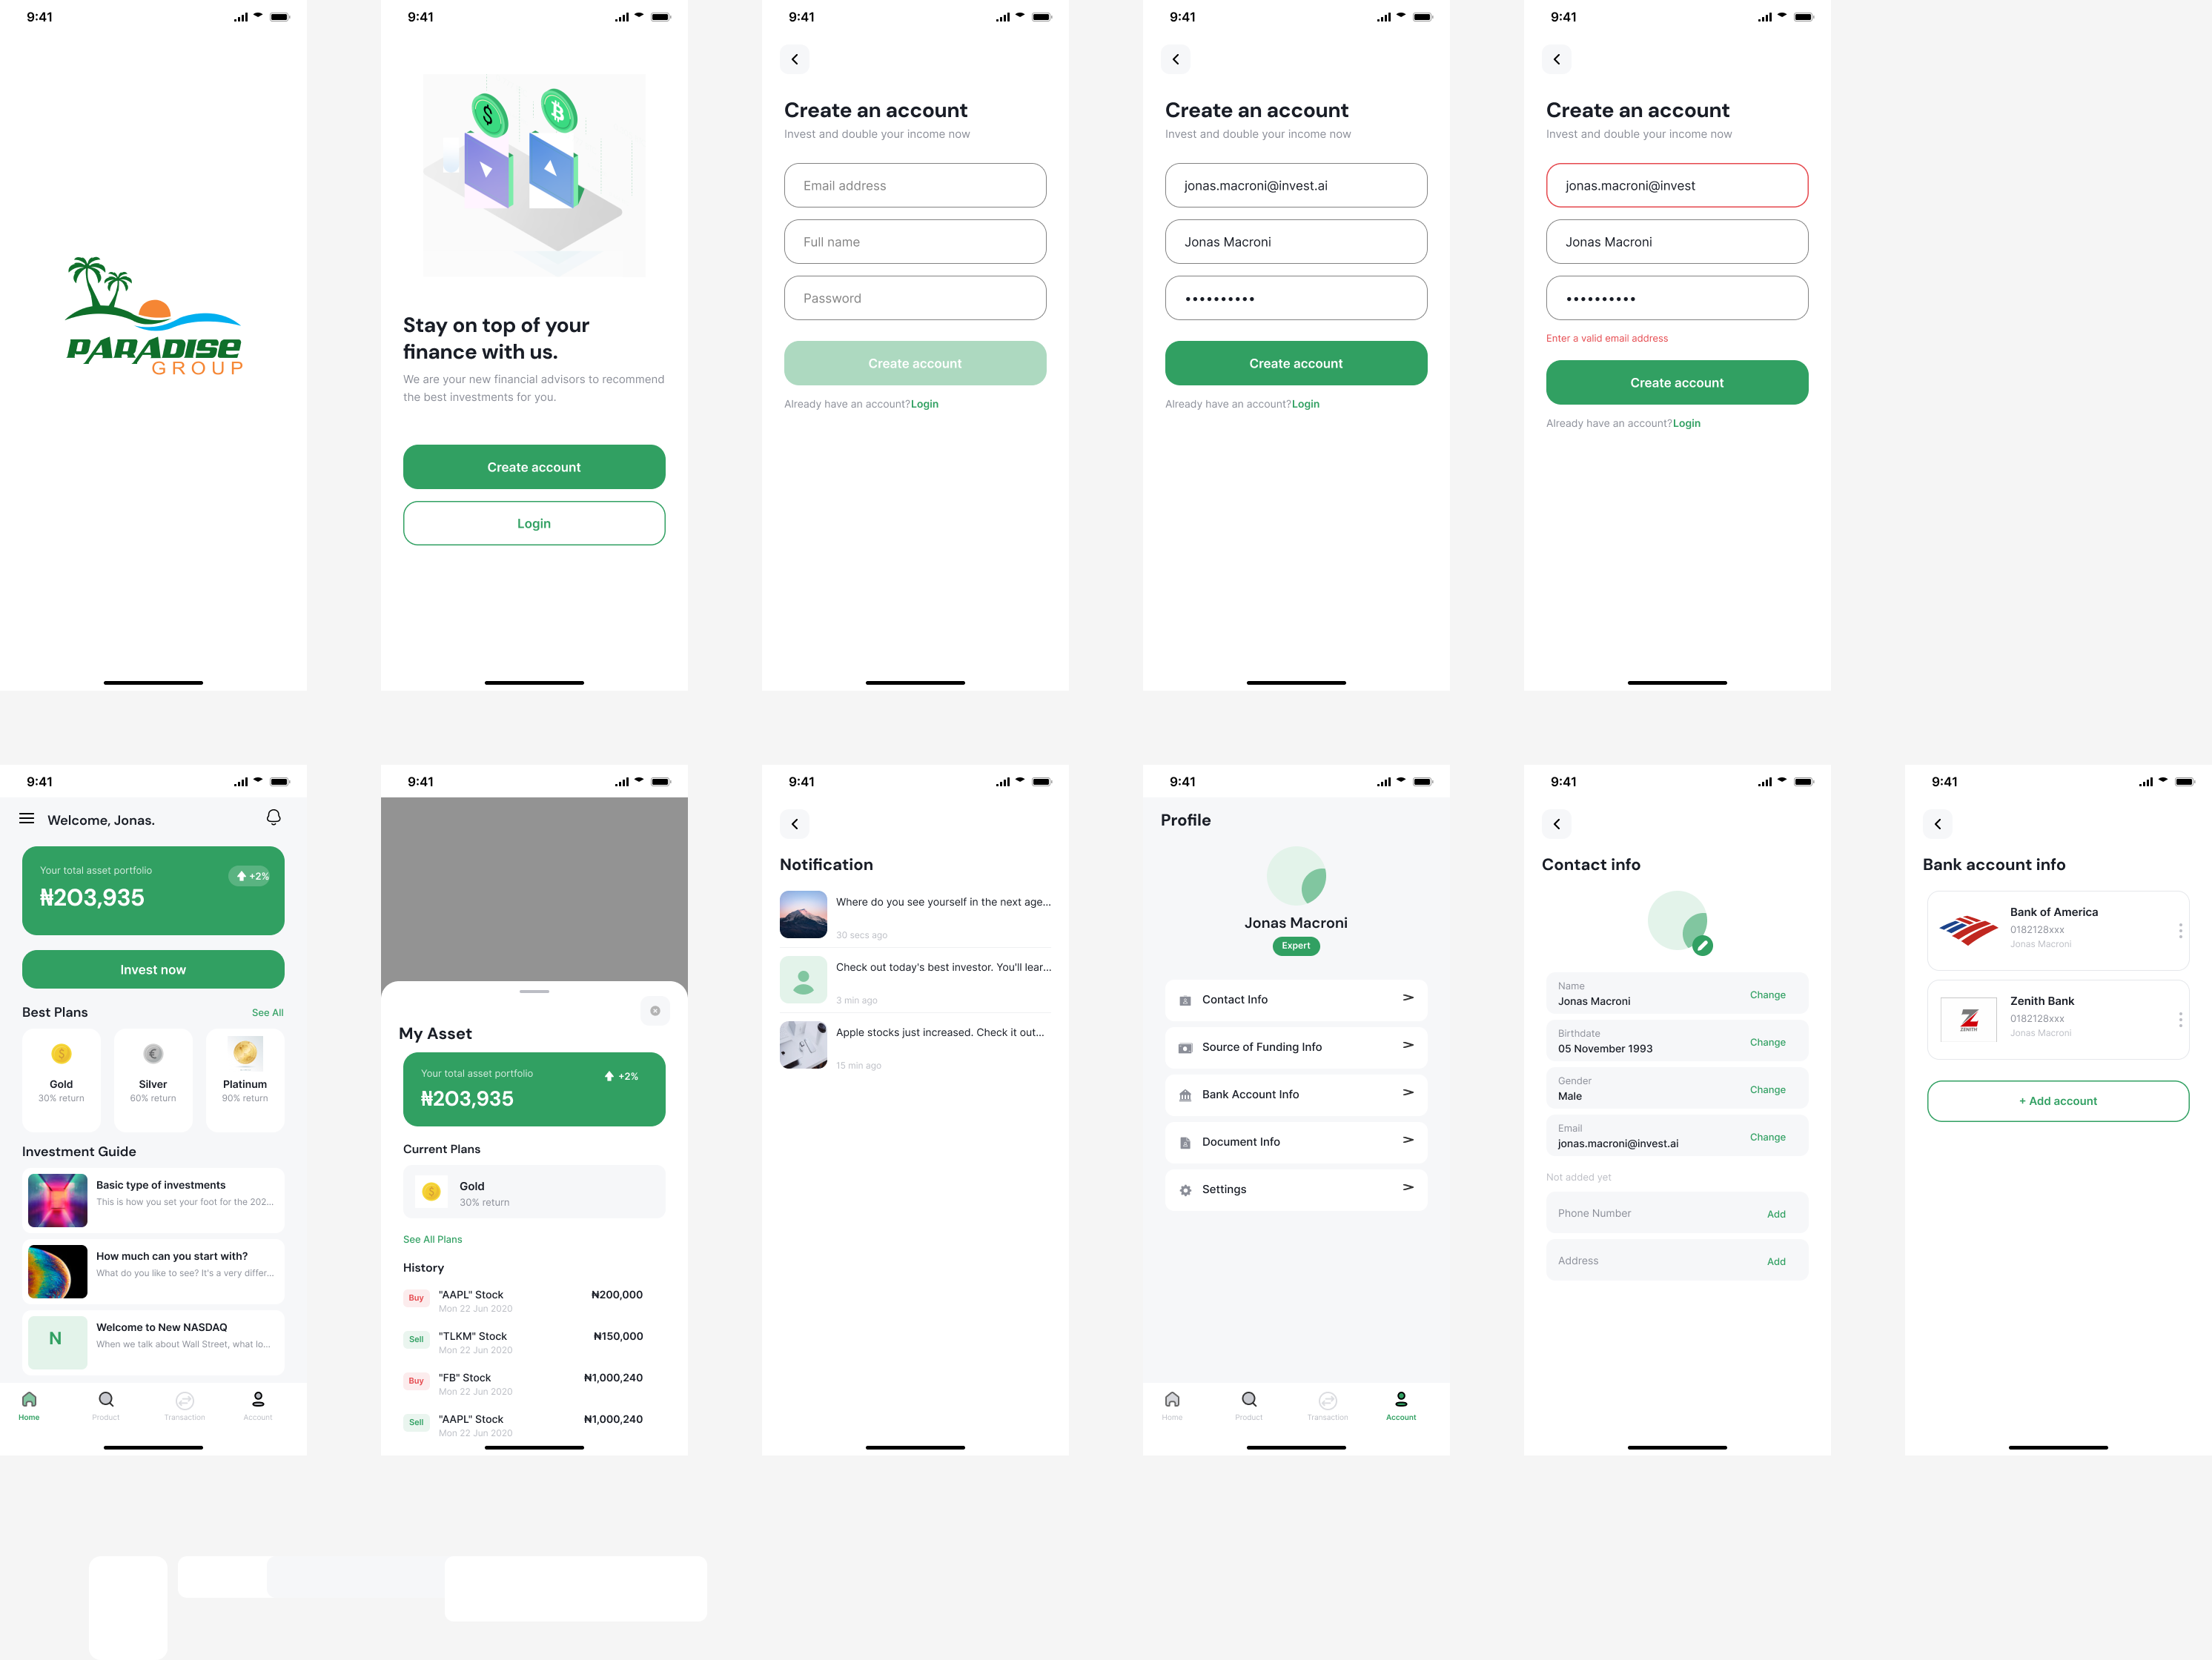 9:41
PARADISE
GROUP
9:41
Stay on top of your
finance with us.
We are your new financial advisors to recommend
the best investments for you.
Create account
Login
9:41
Create an account
Invest and double your income now
Email address
Full name
Password
Create account
Already have an account?Login
9:41
Create an account
Invest and double your income now
jonas.macroni@invest.ai
Jonas Macroni
••••••••••
Create account
Already have an account?Login
9:41
Create an account
Invest and double your income now
jonas.macroni@invest
Jonas Macroni
••••••••••
Enter a valid email address
Create account
Already have an account?Login
9:41
Welcome, Jonas.
Your total asset portfolio
+2%
₦203,935
Invest now
Best Plans
See All
Gold
30% return
Silver
60% return
Platinum
90% return
Investment Guide
Basic type of investments
This is how you set your foot for the 202...
How much can you start with?
What do you like to see? It's a very differ...
N
Welcome to New NASDAQ
When we talk about Wall Street, what lo...
Home
Product
Transaction
Account
9:41
My Asset
Your total asset portfolio
+2%
₦203,935
Current Plans
Gold
30% return
See All Plans
History
Buy
"AAPL" Stock
₦200,000
Mon 22 Jun 2020
Sell
"TLKM" Stock
₦150,000
Mon 22 Jun 2020
Buy
"FB" Stock
₦1,000,240
Mon 22 Jun 2020
Sell
"AAPL" Stock
₦1,000,240
Mon 22 Jun 2020
9:41
Notification
Where do you see yourself in the next age...
30 secs ago
Check out today's best investor. You'll lear...
3 min ago
Apple stocks just increased. Check it out...
15 min ago
9:41
Profile
Jonas Macroni
Expert
Contact Info
Source of Funding Info
Bank Account Info
Document Info
Settings
Home
Product
Transaction
Account
9:41
Contact info
Name
Jonas Macroni
Change
Birthdate
05 November 1993
Change
Gender
Male
Change
Email
jonas.macroni@invest.ai
Change
Not added yet
Phone Number
Add
Address
Add
9:41
Bank account info
Bank of America
0182128xxx
Jonas Macroni
ZENITH
Zenith Bank
0182128xxx
Jonas Macroni
+ Add account